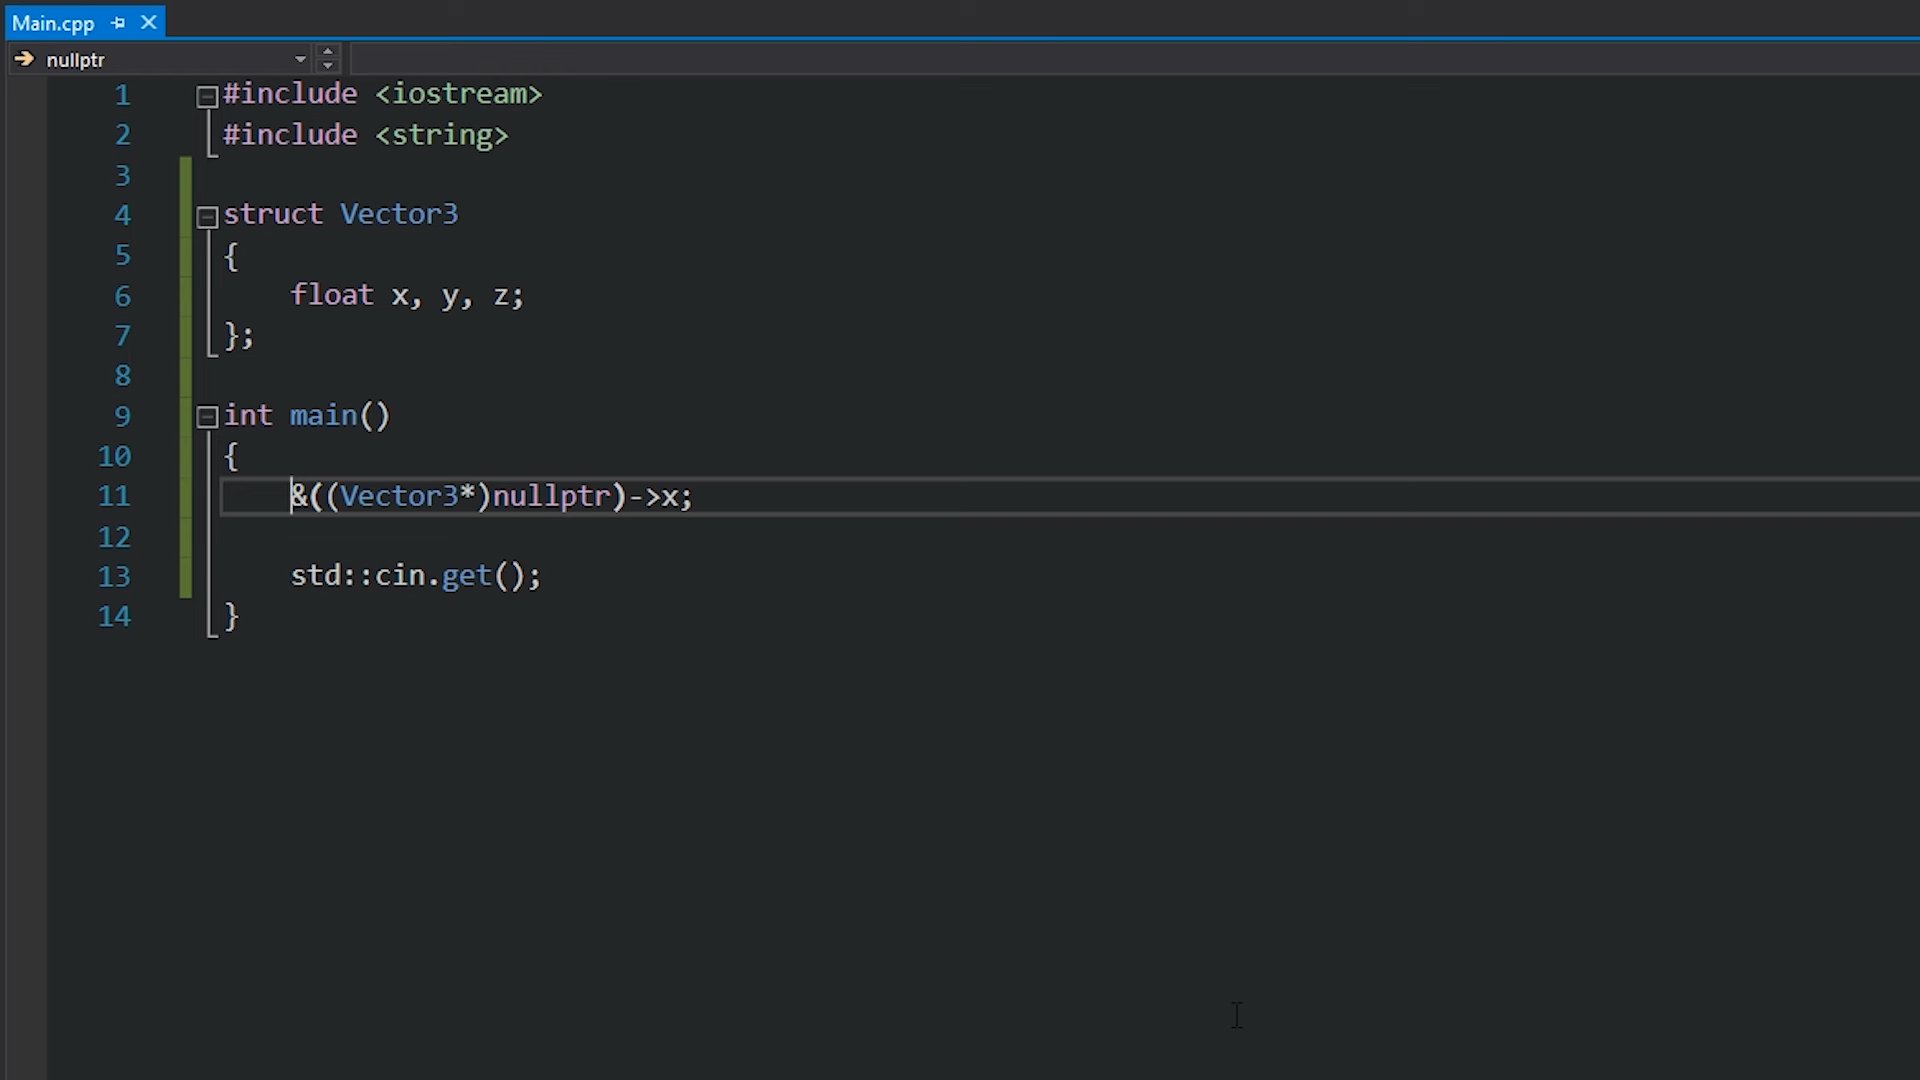 Main.cpp
nullptr
1 #include <iostream>
2 #include <string>
3
4 struct Vector3
5 {
6 float x, y, z;
7 };
8
9 int main()
10 {
11 &((Vector3*)nullptr)->x;
12
13 std::cin.get();
14 }